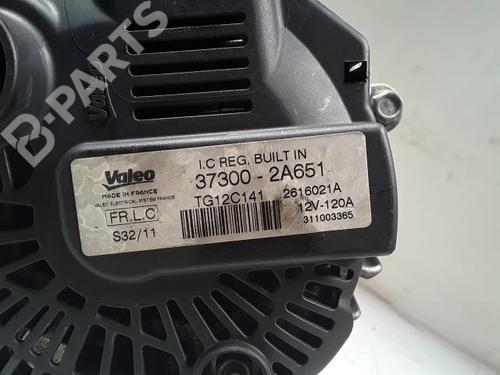 B-PARTS
Valeo
Valeo
MADE IN FRANCE
VALEO ELECTRICAL SYSTEM FRANCE
FR.L.C
S32/11
I.C REG. BUILT IN
37300 - 2A651
TG12C141 2616021A
12V-120A
311003365